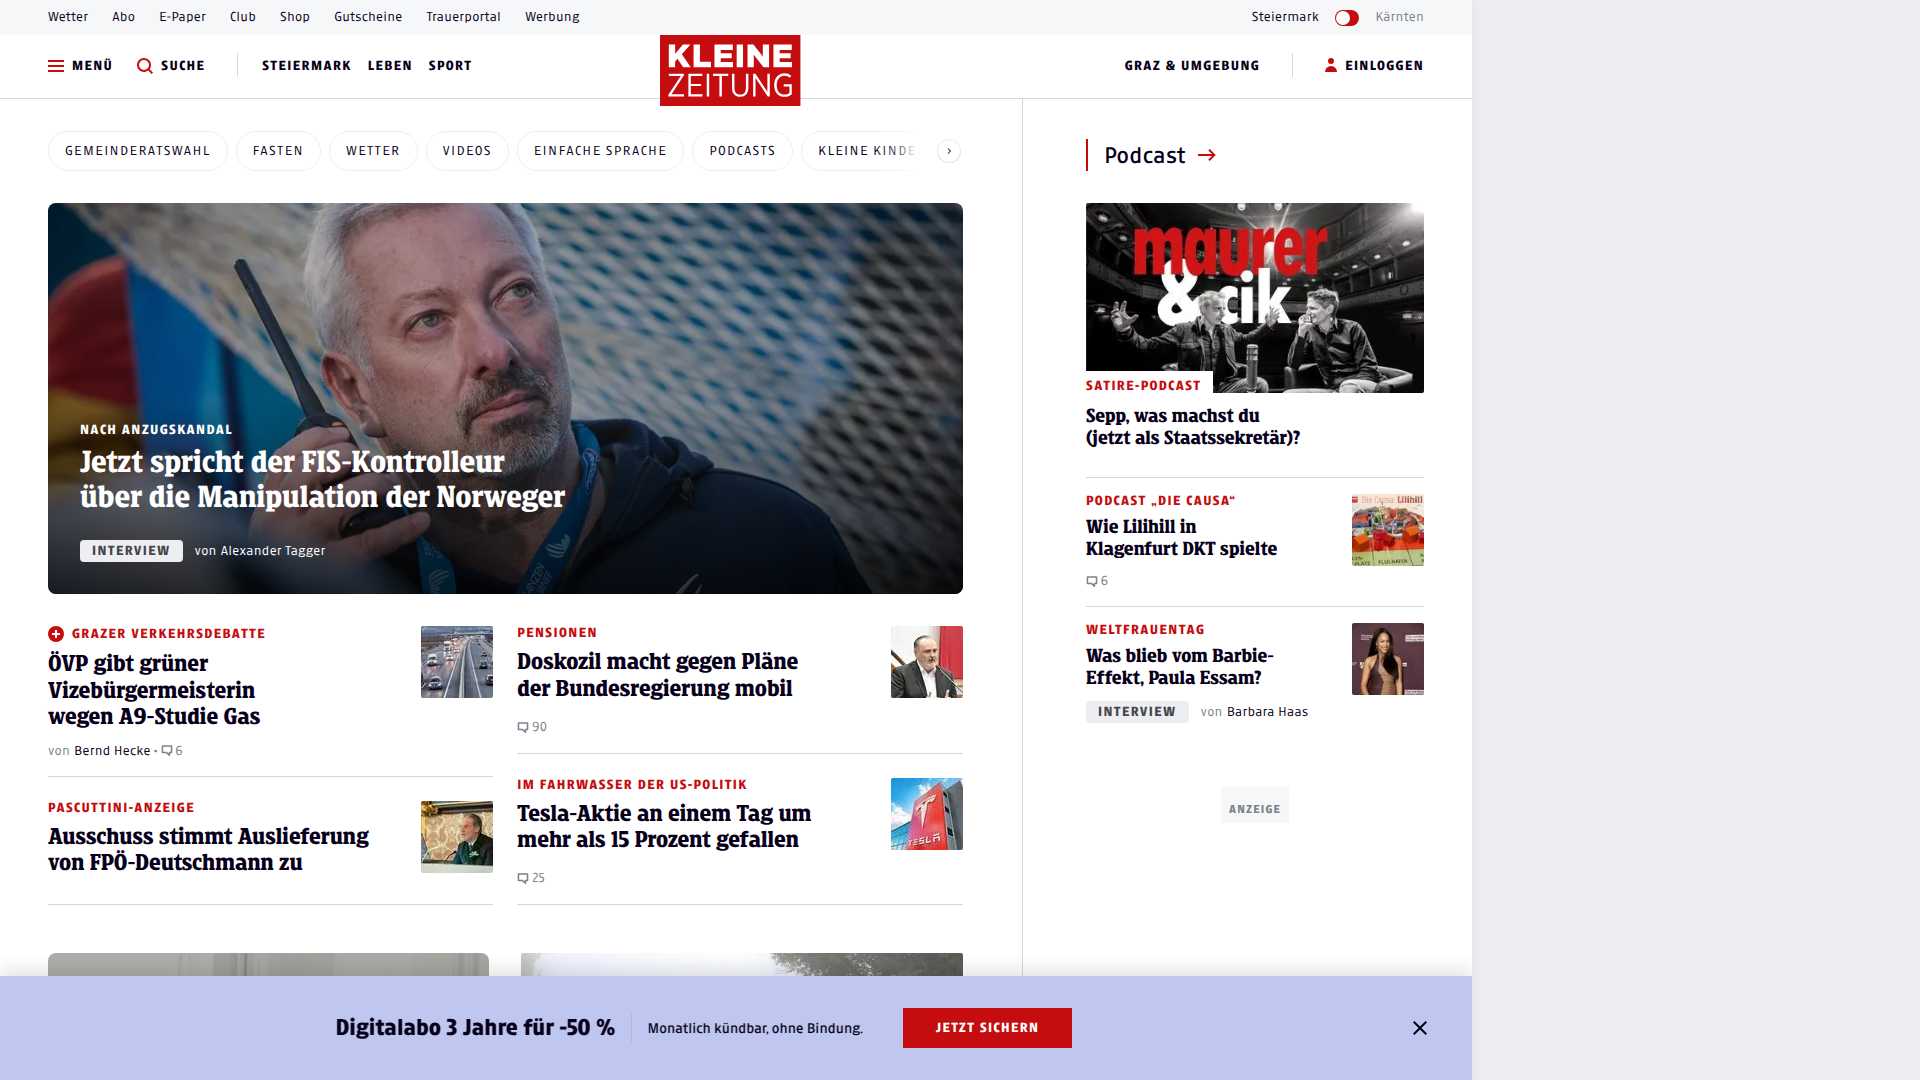 Wetter Abo E-Paper Club Shop Gutscheine Trauerportal Werbung Steiermark Kärnten
MENÜ SUCHE STEIERMARK LEBEN SPORT
KLEINE
ZEITUNG
GRAZ & UMGEBUNG EINLOGGEN
GEMEINDERATSWAHL FASTEN WETTER VIDEOS EINFACHE SPRACHE PODCASTS KLEINE KINDE
NACH ANZUGSKANDAL
Jetzt spricht der FIS-Kontrolleur
über die Manipulation der Norweger
INTERVIEW von Alexander Tagger
GRAZER VERKEHRSDEBATTE
ÖVP gibt grüner
Vizebürgermeisterin
wegen A9-Studie Gas
von Bernd Hecke • 6
PASCUTTINI-ANZEIGE
Ausschuss stimmt Auslieferung
von FPÖ-Deutschmann zu
PENSIONEN
Doskozil macht gegen Pläne
der Bundesregierung mobil
90
IM FAHRWASSER DER US-POLITIK
Tesla-Aktie an einem Tag um
mehr als 15 Prozent gefallen
25
TESLA
Podcast
maurer
& cik
SATIRE-PODCAST
Sepp, was machst du
(jetzt als Staatssekretär)?
PODCAST „DIE CAUSA“
Wie Lilihill in
Klagenfurt DKT spielte
6
Die Causa Lilihill
WELTFRAUENTAG
Was blieb vom Barbie-
Effekt, Paula Essam?
INTERVIEW von Barbara Haas
ANZEIGE
Digitalabo 3 Jahre für -50 % Monatlich kündbar, ohne Bindung. JETZT SICHERN